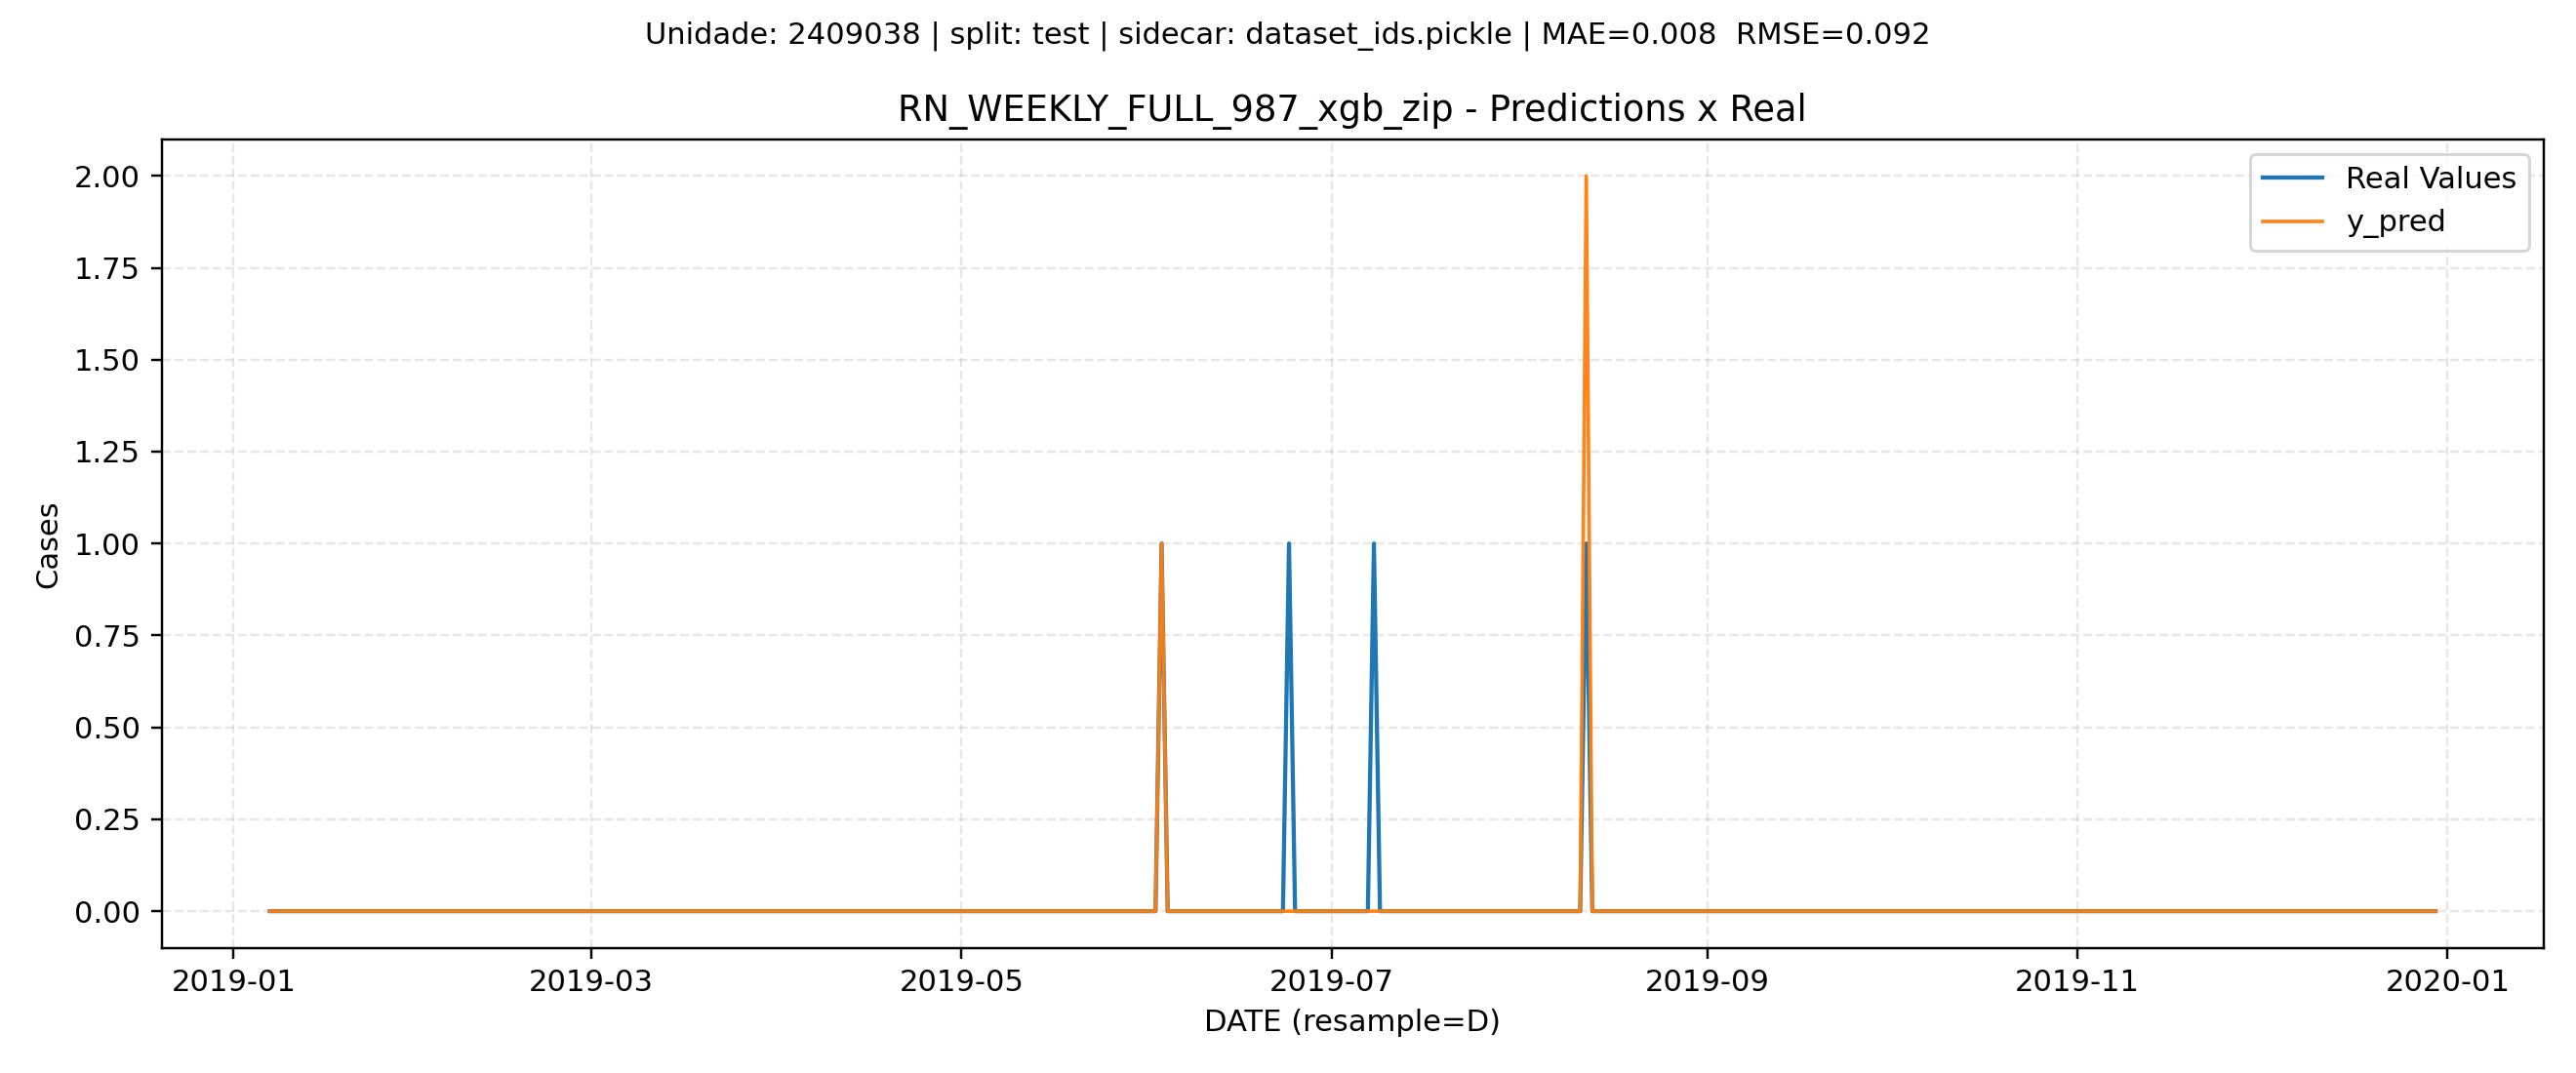 Unidade: 2409038 | split: test | sidecar: dataset_ids.pickle | MAE=0.008  RMSE=0.092
RN_WEEKLY_FULL_987_xgb_zip - Predictions x Real
Real Values
y_pred
2.00
1.75
1.50
1.25
1.00
0.75
0.50
0.25
0.00
Cases
2019-01
2019-03
2019-05
2019-07
2019-09
2019-11
2020-01
DATE (resample=D)